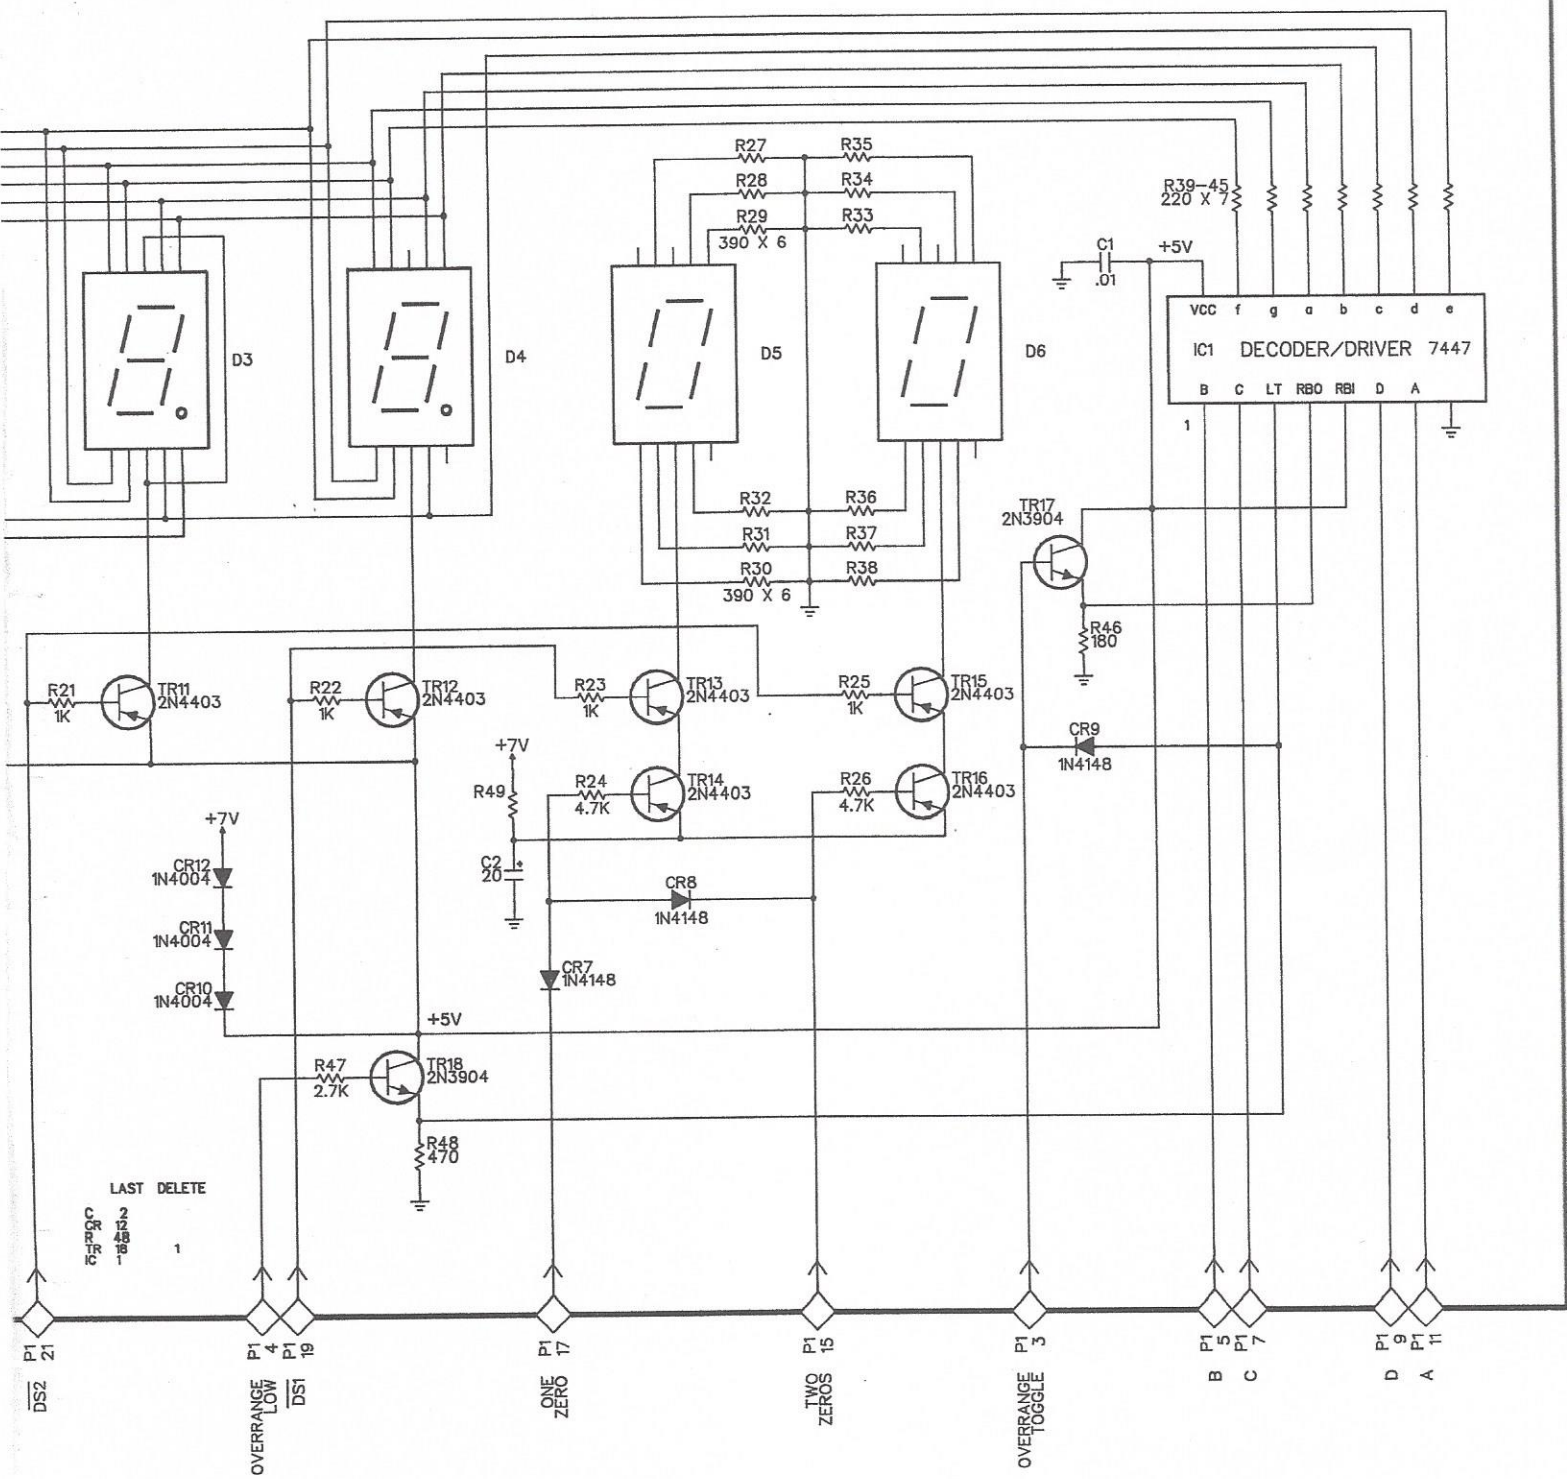 R27
R35
R28
R34
R29
R33
390 X 6
R39-45
220 X 7
C1
.01
+5V
VCC f g a b c d e
IC1 DECODER/DRIVER 7447
B C LT RBO RBI D A
1
D3
D4
D5
D6
R32
R36
R31
R37
R30
R38
390 X 6
TR17
2N3904
R46
180
R21
1K
TR11
2N4403
R22
1K
TR12
2N4403
R23
1K
TR13
2N4403
R25
1K
TR15
2N4403
CR9
1N4148
+7V
R49
R24
4.7K
TR14
2N4403
R26
4.7K
TR16
2N4403
+7V
CR12
1N4004
C2
20
+
CR8
1N4148
CR11
1N4004
CR7
1N4148
CR10
1N4004
+5V
R47
2.7K
TR18
2N3904
R48
470
LAST DELETE
C 2
CR 12
R 48
TR 18 1
IC 1
P1 21
DS2
P1 4
OVERRANGE LOW
P1 19
DS1
P1 17
ONE ZERO
P1 15
TWO ZEROS
P1 3
OVERRANGE TOGGLE
P1 5
B
P1 7
C
P1 9
D
P1 11
A